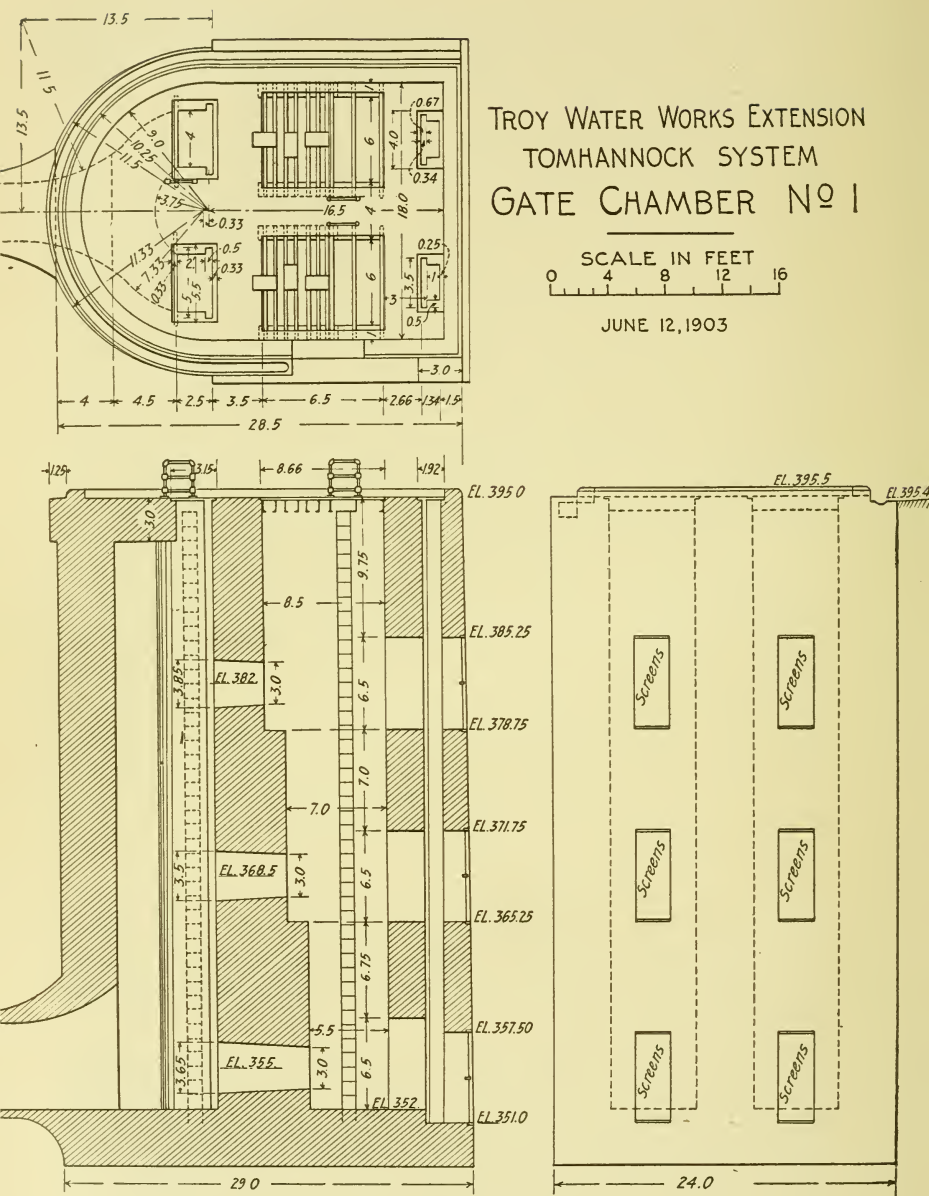 TROY WATER WORKS EXTENSION
TOMHANNOCK SYSTEM
GATE CHAMBER Nº 1
SCALE IN FEET
0 4 8 12 16
JUNE 12, 1903
13.5
13.5
11.5
9.0
10.25
11.5
3.75
0.33
11.33
7.33
0.33
4
2
0.5
0.33
5
5.5
16.5
1
6
4
18.0
6
1
0.67
4.0
0.34
0.25
3.5
1
3
0.5
3.0
4 4.5 2.5 3.5 6.5 2.66 1.34 1.5
28.5
1.25 3.15 8.66 1.92
EL. 395.0
3.0
9.75
8.5
EL. 385.25
3.85
EL. 382
3.0
6.5
EL. 378.75
7.0
7.0
EL. 371.75
3.5
EL. 368.5
3.0
6.5
EL. 365.25
6.75
EL. 357.50
5.5
3.65
EL. 355.
3.0
6.5
EL. 352
EL. 351.0
29.0
EL. 395.5
EL. 395.4
Screens Screens
Screens Screens
Screens Screens
24.0